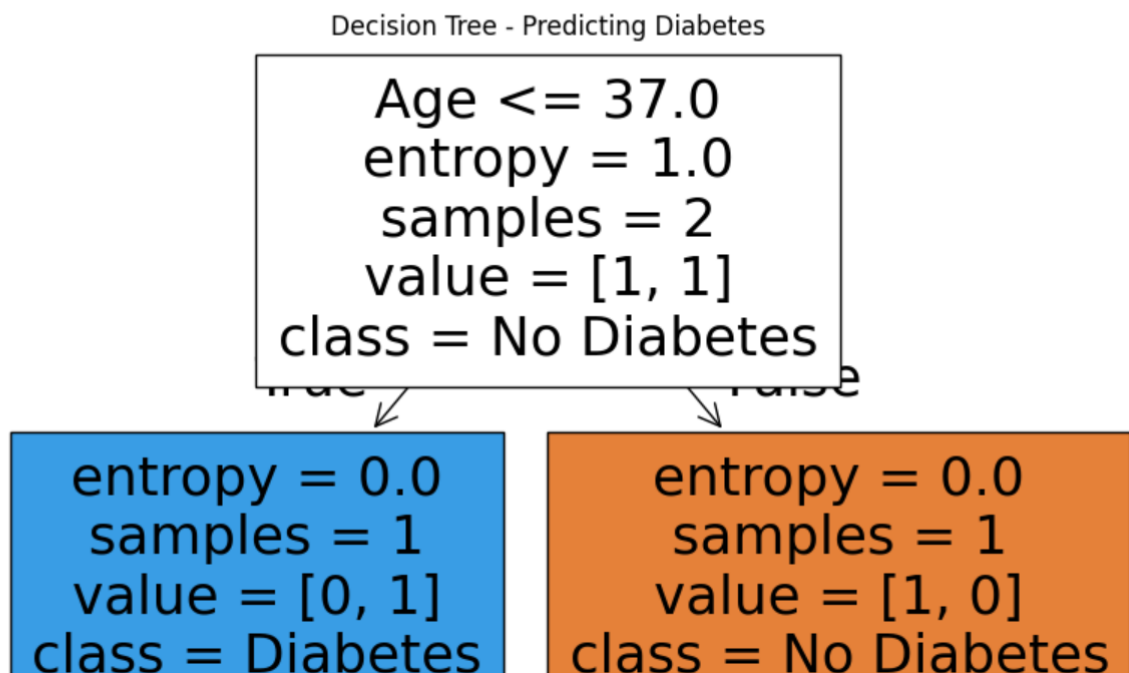 Decision Tree - Predicting Diabetes
Age <= 37.0
entropy = 1.0
samples = 2
value = [1, 1]
class = No Diabetes
True
False
entropy = 0.0
samples = 1
value = [0, 1]
class = Diabetes
entropy = 0.0
samples = 1
value = [1, 0]
class = No Diabetes